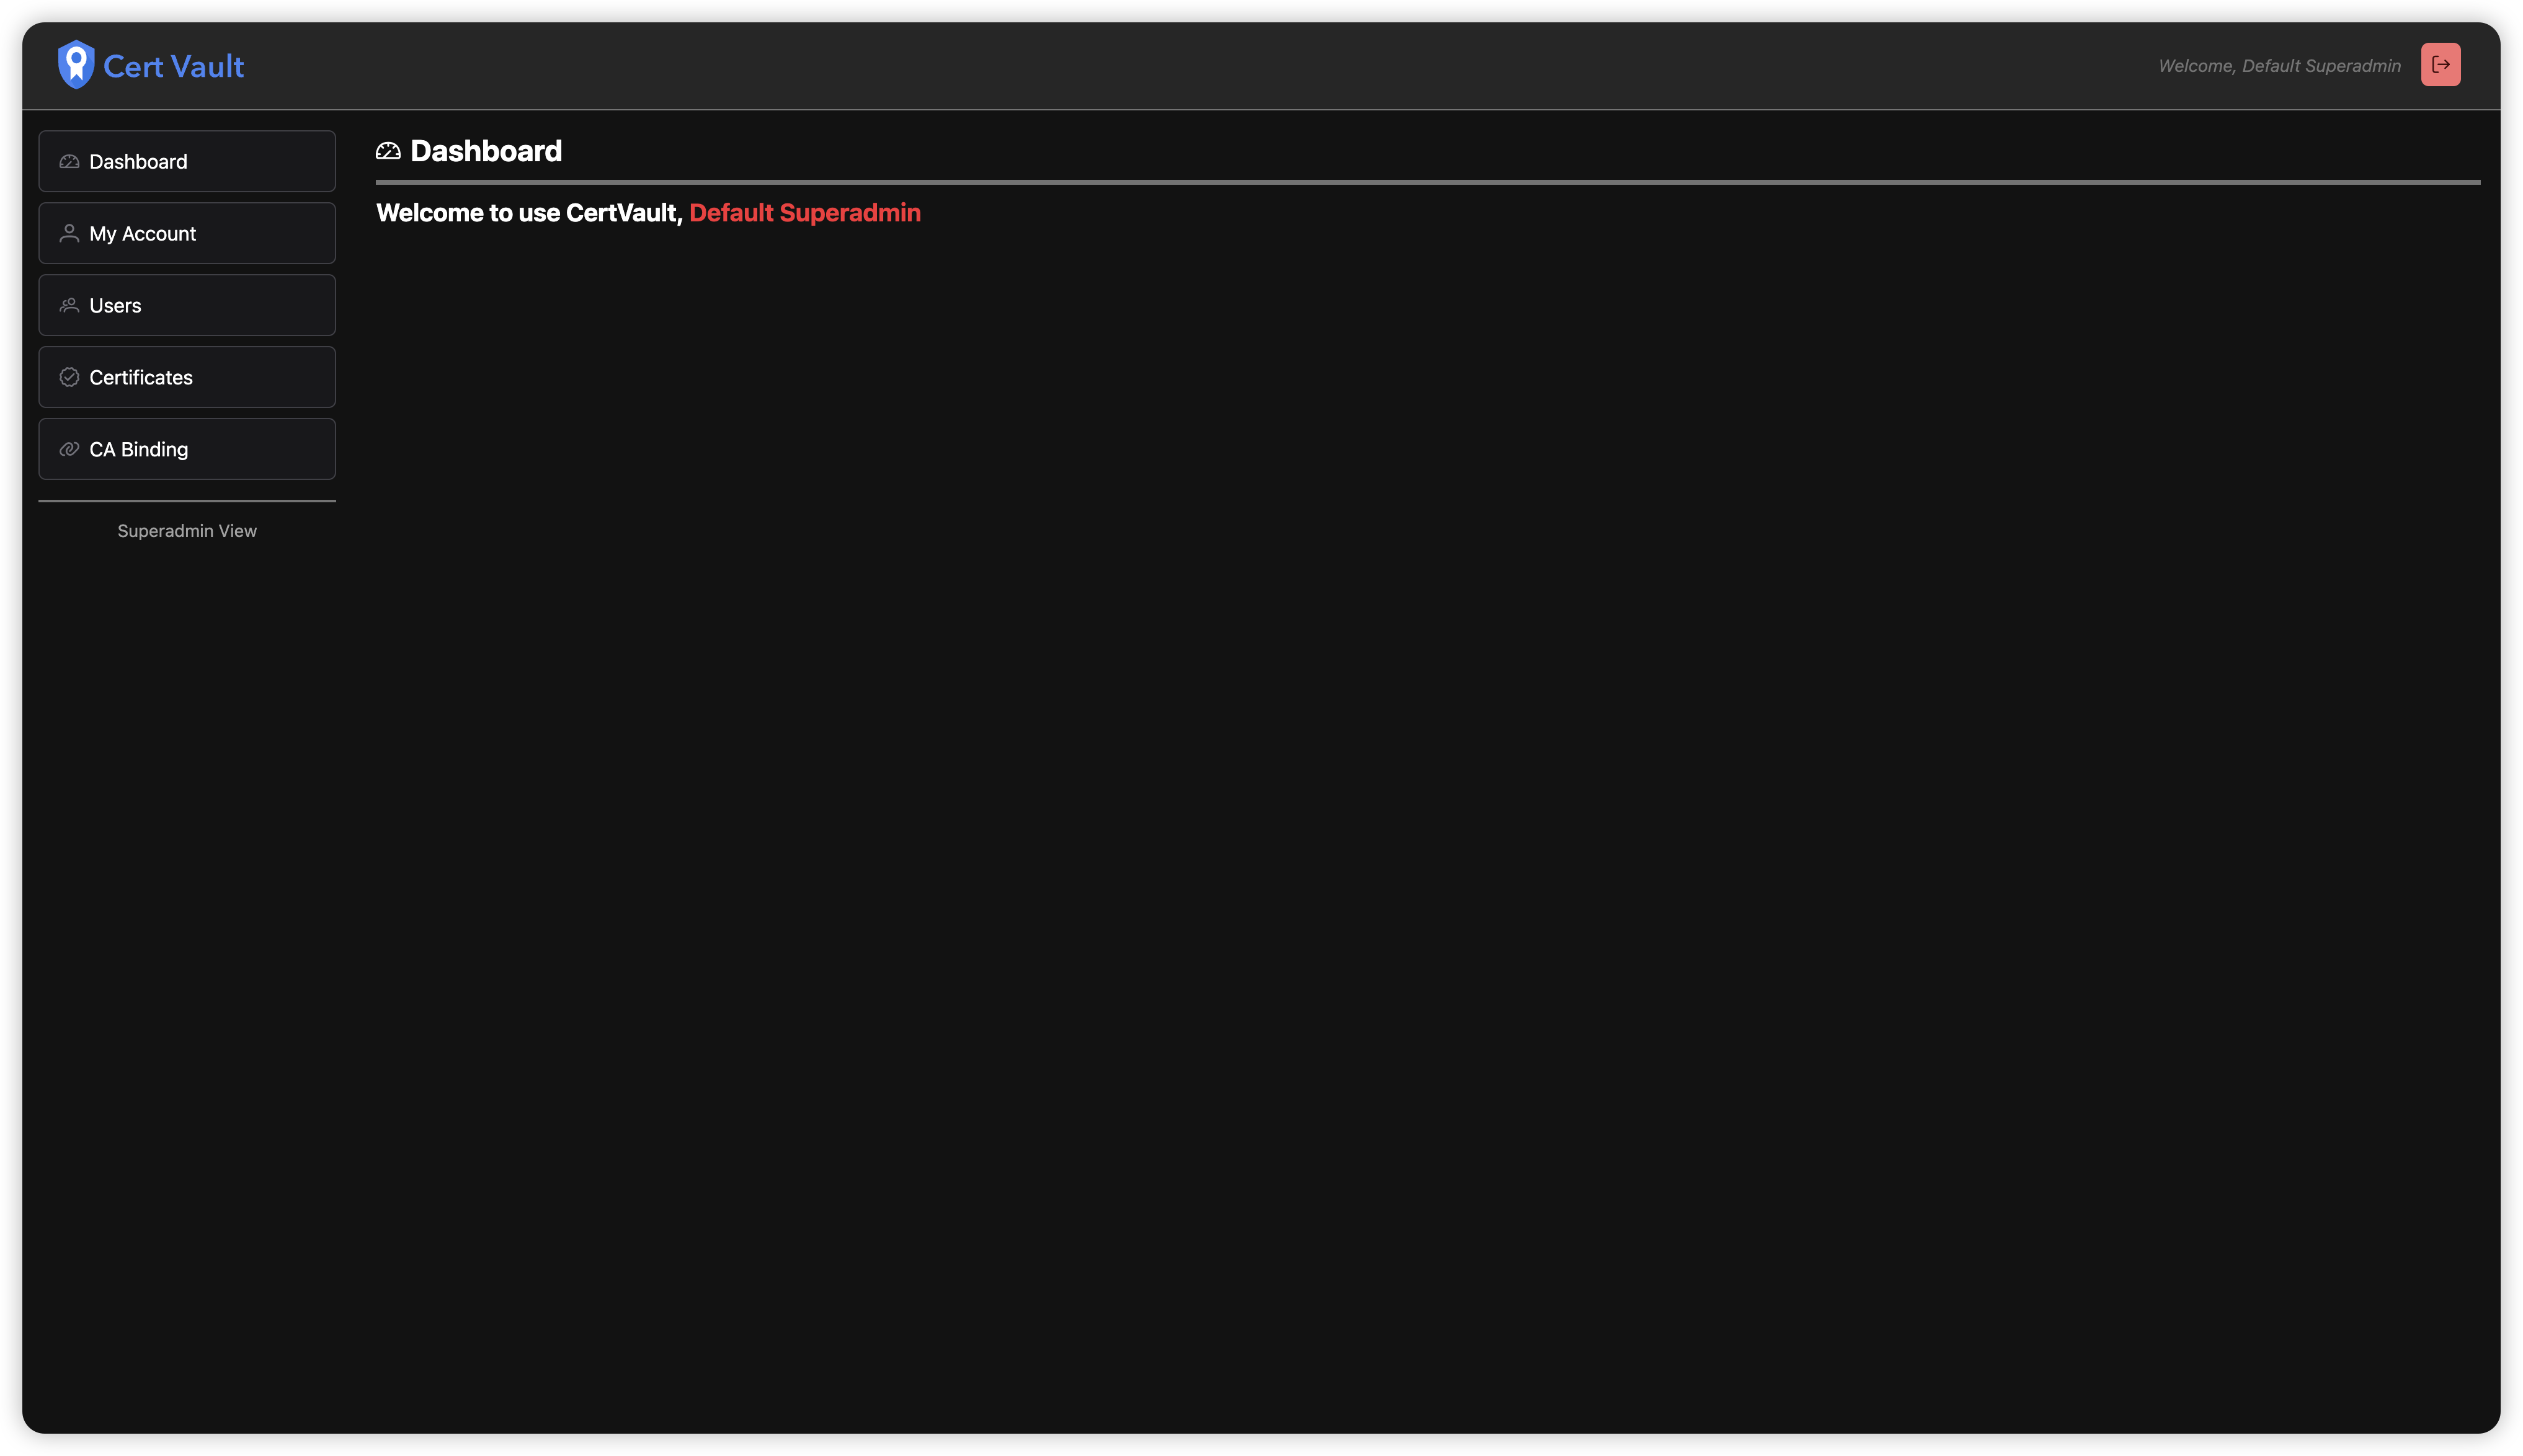 Cert Vault
Welcome, Default Superadmin
Dashboard
My Account
Users
Certificates
CA Binding
Superadmin View
Dashboard
Welcome to use CertVault, Default Superadmin